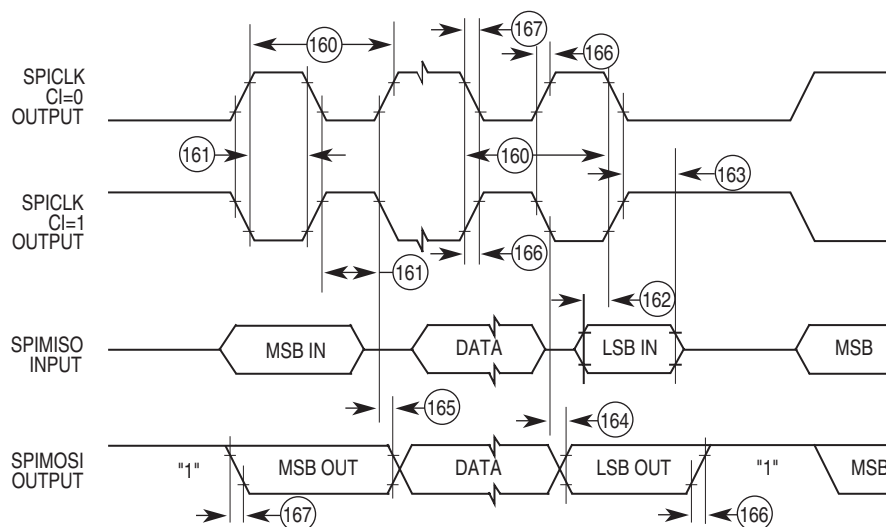 167
160
166
SPICLK
CI=0
OUTPUT
161
160
163
SPICLK
CI=1
OUTPUT
161
166
162
SPIMISO
INPUT
MSB IN
DATA
LSB IN
MSB
165
164
SPIMOSI
OUTPUT
"1"
MSB OUT
DATA
LSB OUT
"1"
MSB
167
166